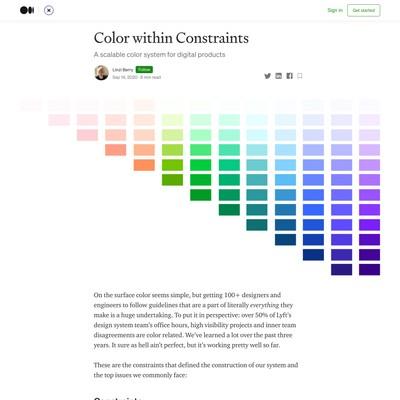 Sign in
Get started
Color within Constraints
A scalable color system for digital products
Linzi Berry Follow
Sep 14, 2020 · 8 min read
On the surface color seems simple, but getting 100+ designers and
engineers to follow guidelines that are a part of literally everything they
make is a huge undertaking. To put it in perspective: over 50% of Lyft's
design system team's office hours, high visibility projects and inner team
disagreements are color related. We've learned a lot over the past three
years. It sure as hell ain't perfect, but it's working pretty well so far.
These are the constraints that defined the construction of our system and
the top issues we commonly face: